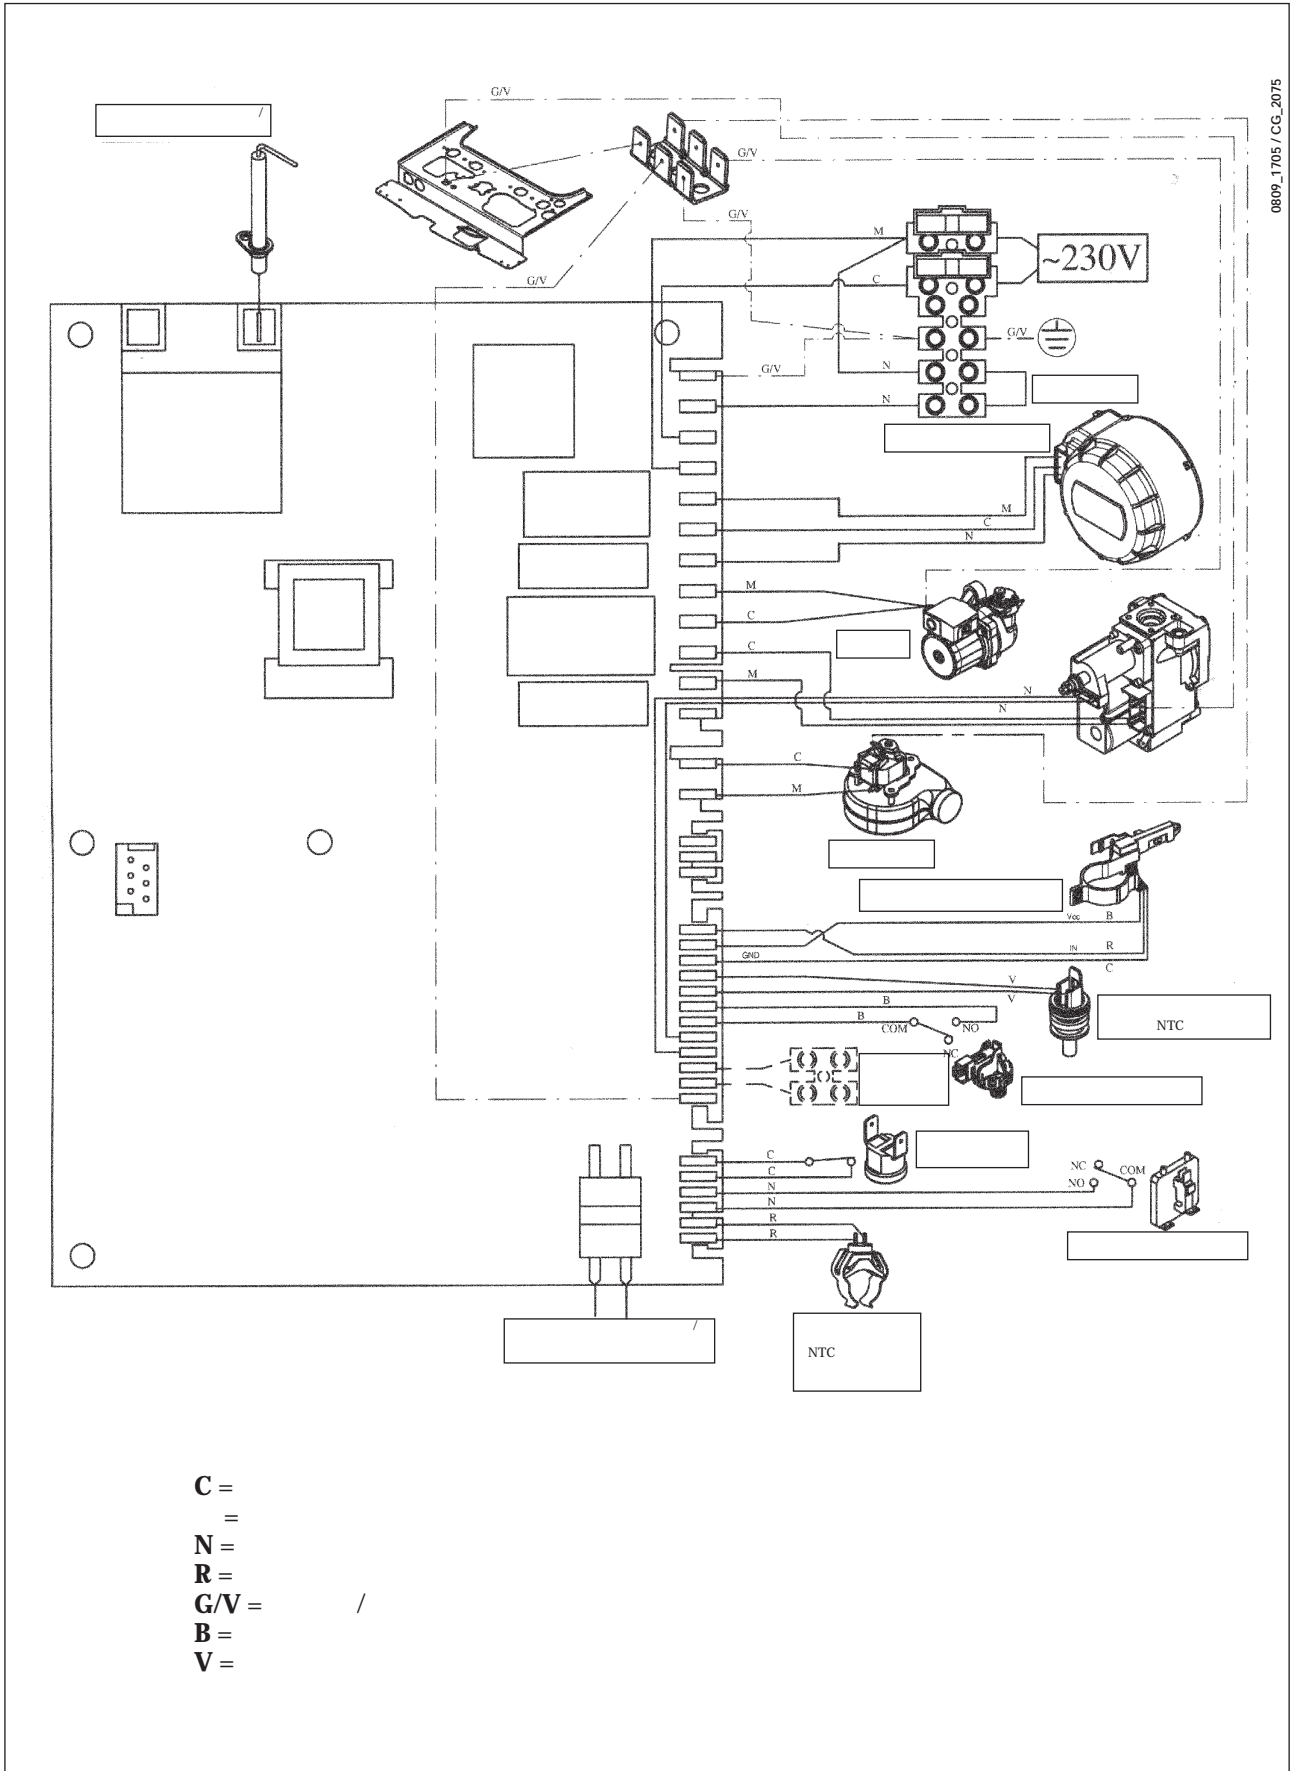 0809_1705 / CG_2075
/
G/V
G/V
G/V
G/V
M
~230V
C
G/V
G/V
N
N
M
C
N
M
C
C
M
N
N
C
M
Vcc B
IN R
GND
C
V
V
B
B
COM
NO
NC
NTC
C
C
N
N
R
R
NC
COM
NO
/
NTC
C =
=
N =
R =
G/V = /
B =
V =